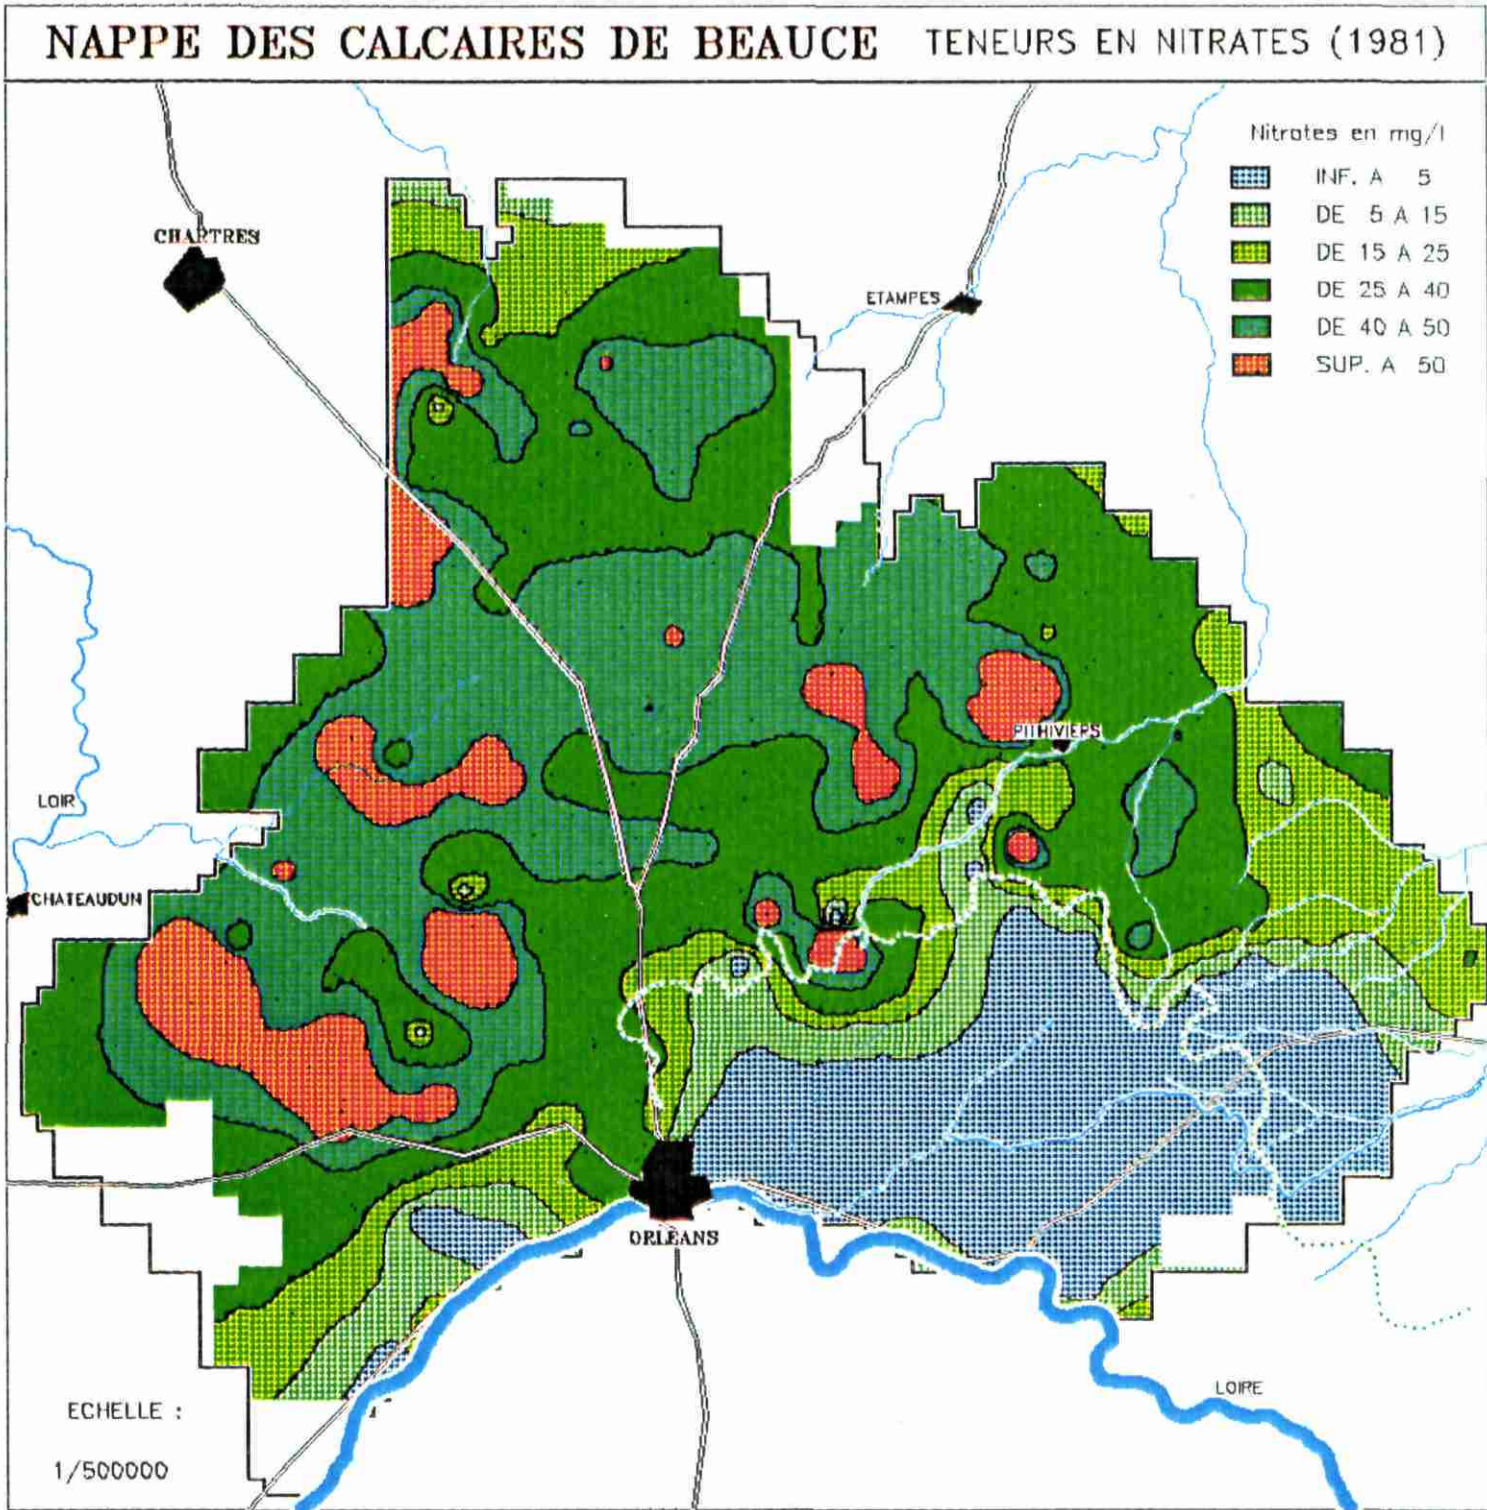 NAPPE DES CALCAIRES DE BEAUCE TENEURS EN NITRATES (1981)
Nitrates en mg/l
INF. A 5
DE 5 A 15
DE 15 A 25
DE 25 A 40
DE 40 A 50
SUP. A 50
CHARTRES
ETAMPES
PITHIVIERS
LOIR
CHATEAUDUN
ORLEANS
LOIRE
ECHELLE :
1/500000